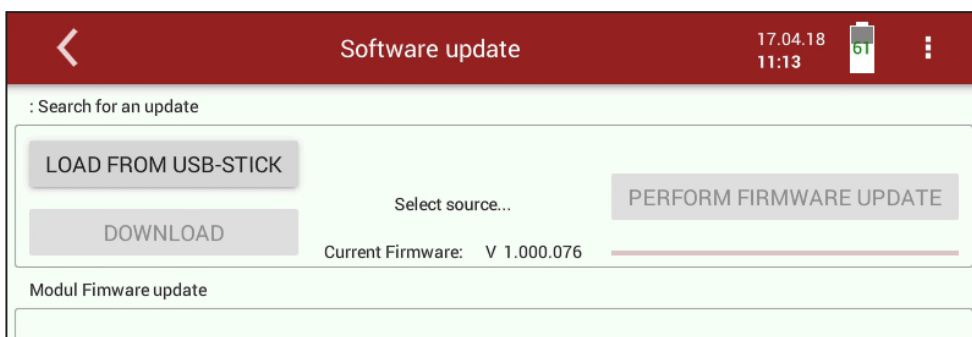 Software update
17.04.18
11:13
61
: Search for an update
LOAD FROM USB-STICK
DOWNLOAD
Select source...
Current Firmware: V 1.000.076
PERFORM FIRMWARE UPDATE
Modul Fimware update